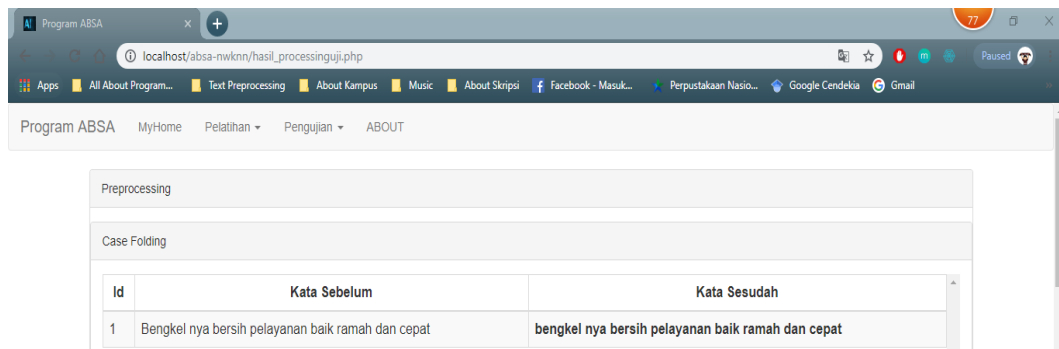 Program ABSA
77
localhost/absa-nwknn/hasil_processinguji.php
Paused
Apps All About Program... Text Preprocessing About Kampus Music About Skripsi Facebook - Masuk... Perpustakaan Nasio... Google Cendekia Gmail
Program ABSA MyHome Pelatihan Pengujian ABOUT
Preprocessing
Case Folding
Id Kata Sebelum Kata Sesudah
1 Bengkel nya bersih pelayanan baik ramah dan cepat bengkel nya bersih pelayanan baik ramah dan cepat